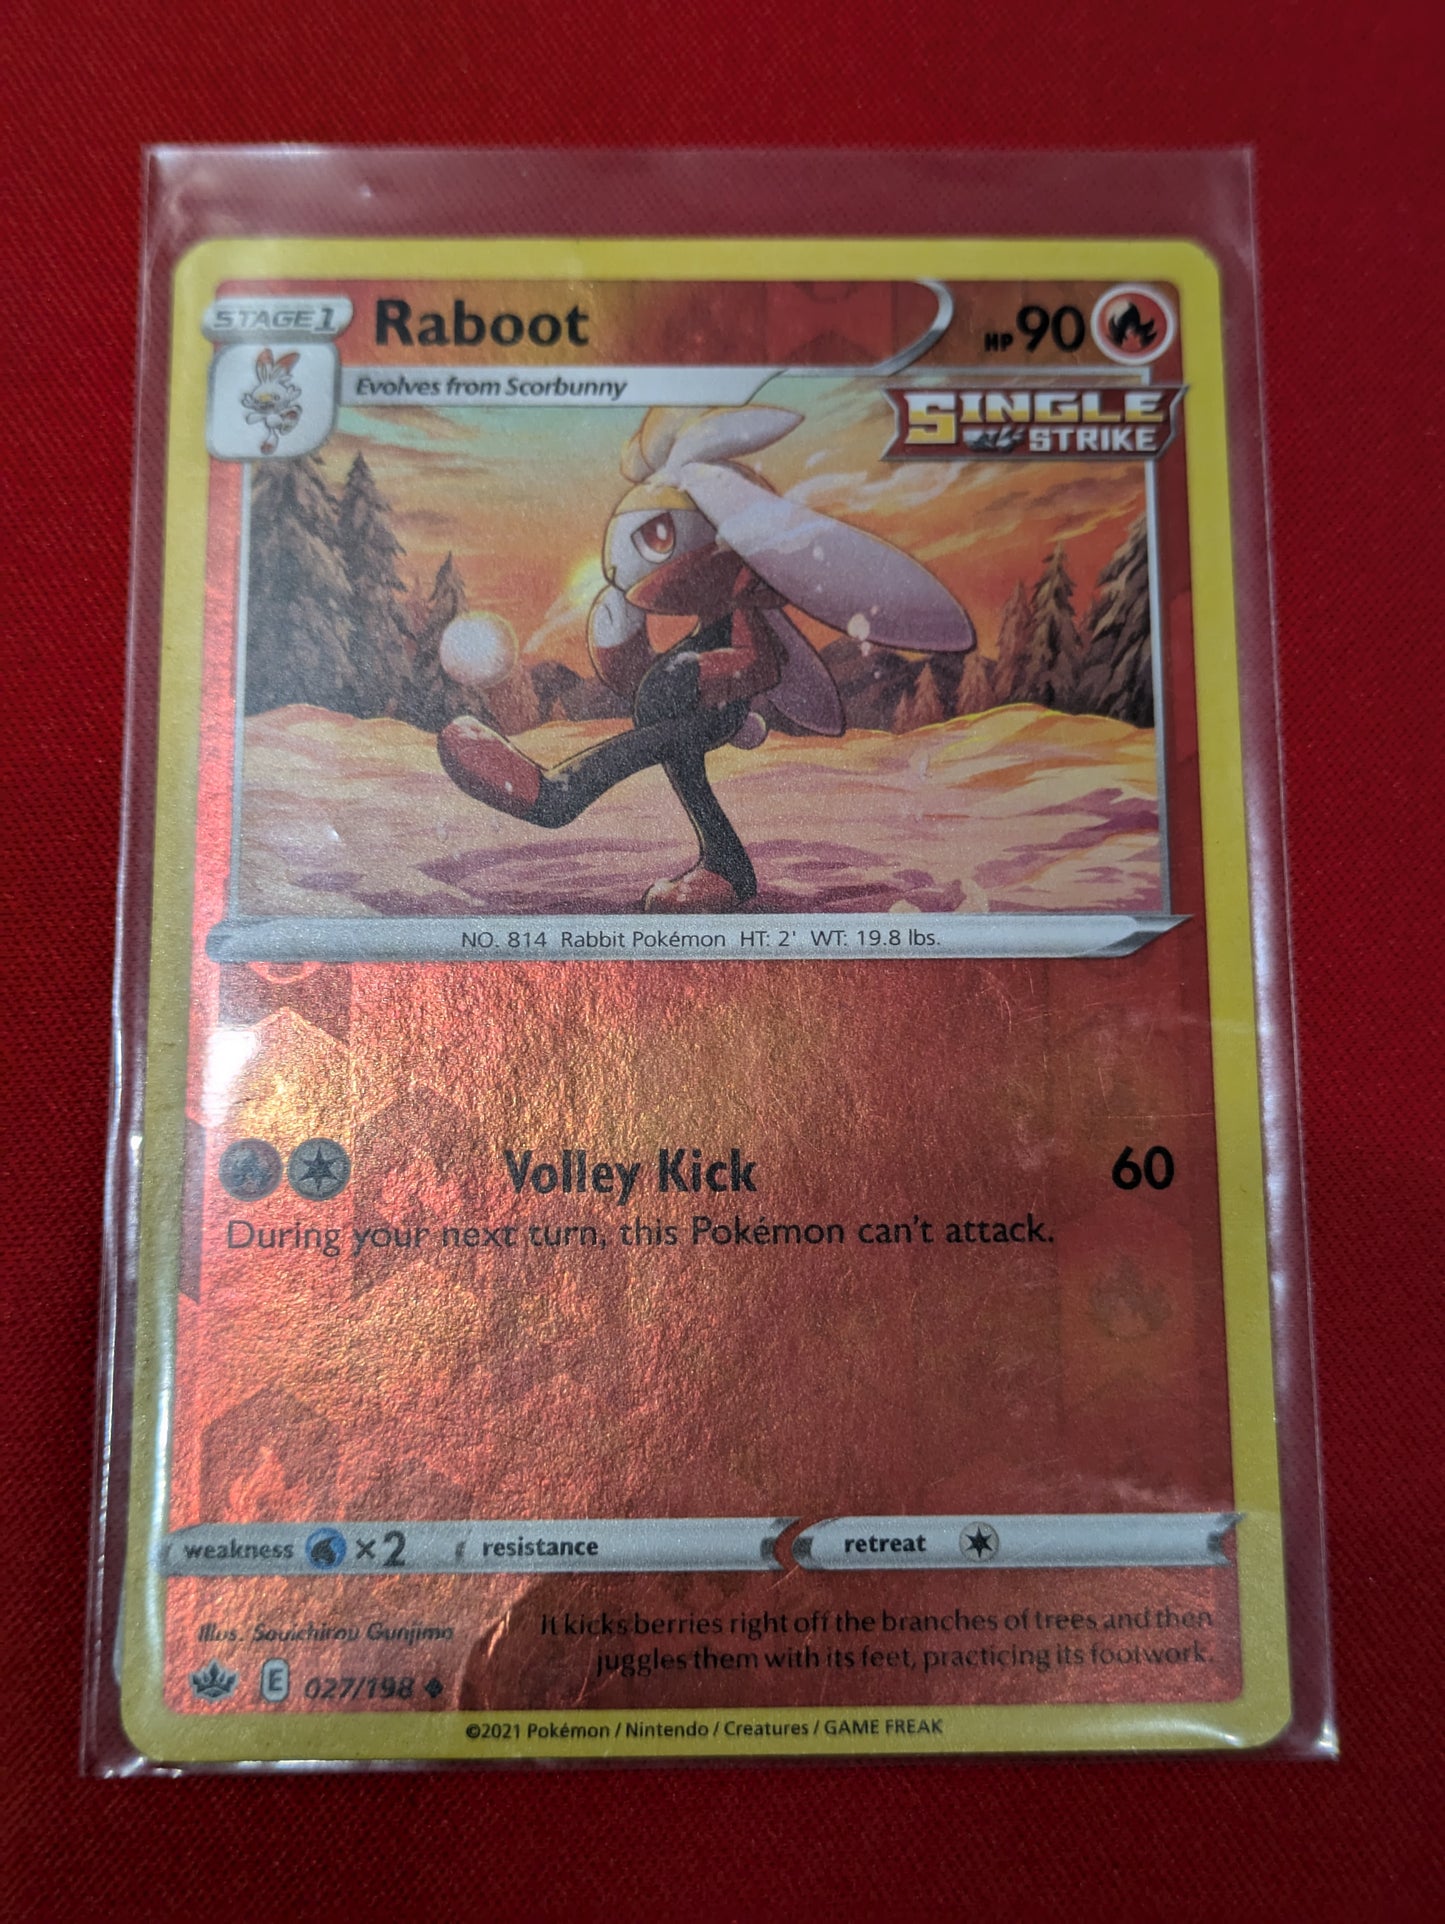 STAGE 1
Raboot
HP 90
Evolves from Scorbunny
SINGLE
STRIKE
NO. 814 Rabbit Pokémon HT: 2' WT: 19.8 lbs.
Volley Kick 60
During your next turn, this Pokémon can't attack.
weakness ×2 resistance retreat
Illus. Souichirou Gunjima
It kicks berries right off the branches of trees and then
juggles them with its feet, practicing its footwork.
E 027/198
©2021 Pokémon / Nintendo / Creatures / GAME FREAK